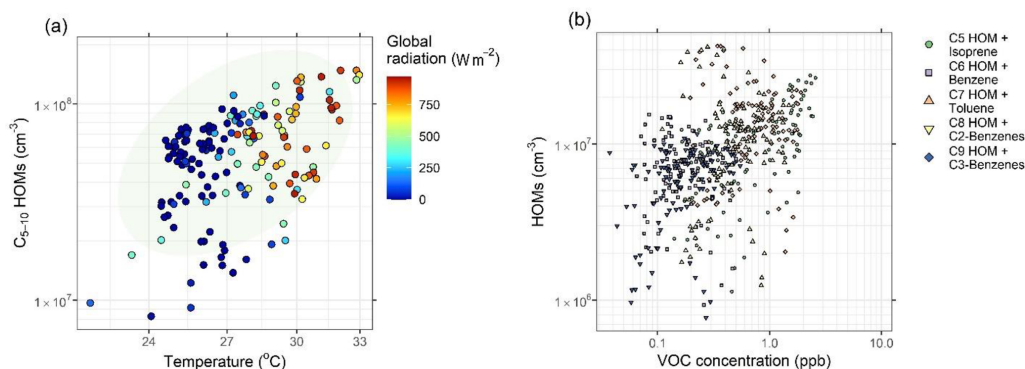 (a)
Global
radiation (W m⁻²)
750
500
250
0
C₅₋₁₀ HOMs (cm⁻³)
1 × 10⁸
1 × 10⁷
24
27
30
33
Temperature (°C)
(b)
HOMs (cm⁻³)
1 × 10⁷
1 × 10⁶
0.1
1.0
10.0
VOC concentration (ppb)
C5 HOM +
Isoprene
C6 HOM +
Benzene
C7 HOM +
Toluene
C8 HOM +
C2-Benzenes
C9 HOM +
C3-Benzenes